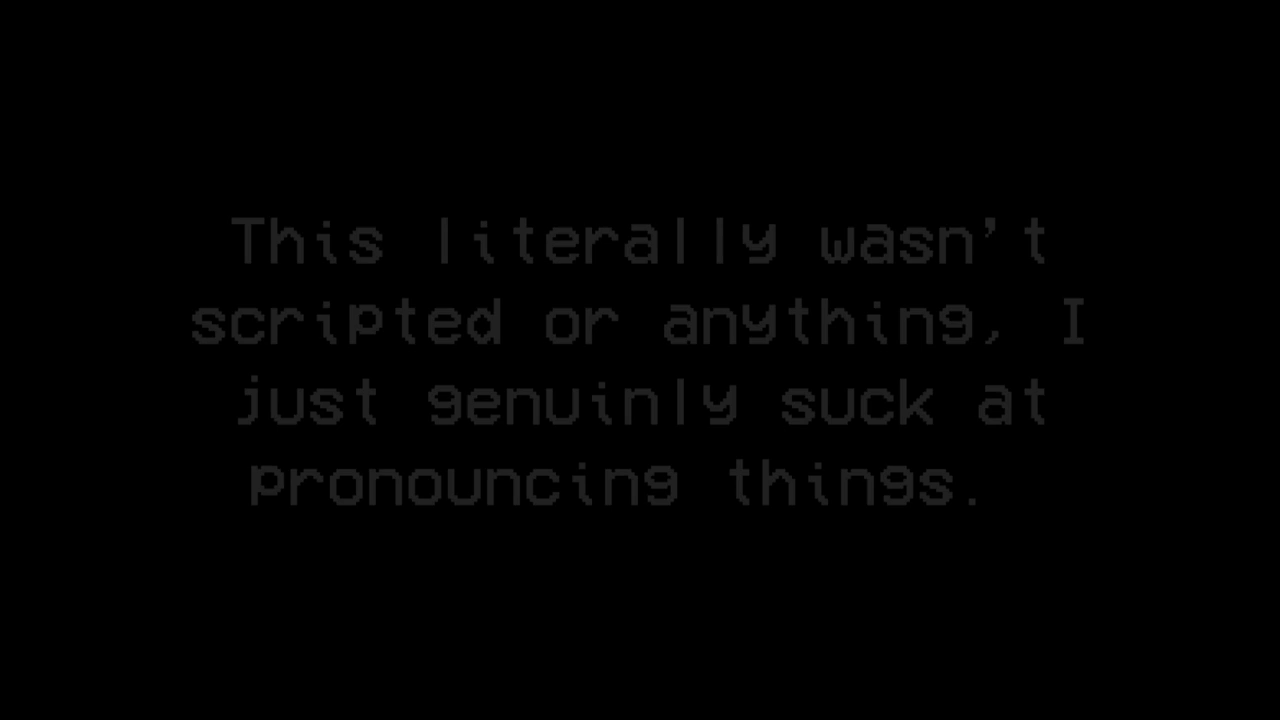 This literally wasn't
scripted or anything, I
just genuinly suck at
pronouncing things.